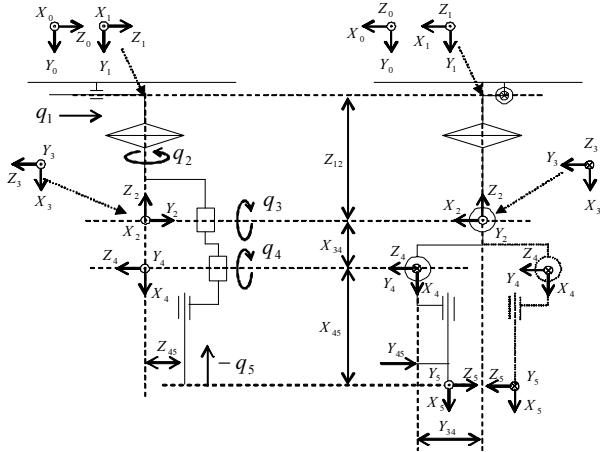 X0 X1 Z0 Z1
Y0 Y1
X0 Z0 X1 Z1
Y0 Y1
q1
q2
Z12
Y3
Z3
X3
Z2
Y2
X2
q3
Z3
Y3
X3
Z2
X2
Y2
X34
q4
Z4 Y4
X4
Z4
Y4 X4
Z4
Y4 X4
X45
Z45
−q5
Y45
Y5 Z5
X5
Z5 Y5
X5
Y34